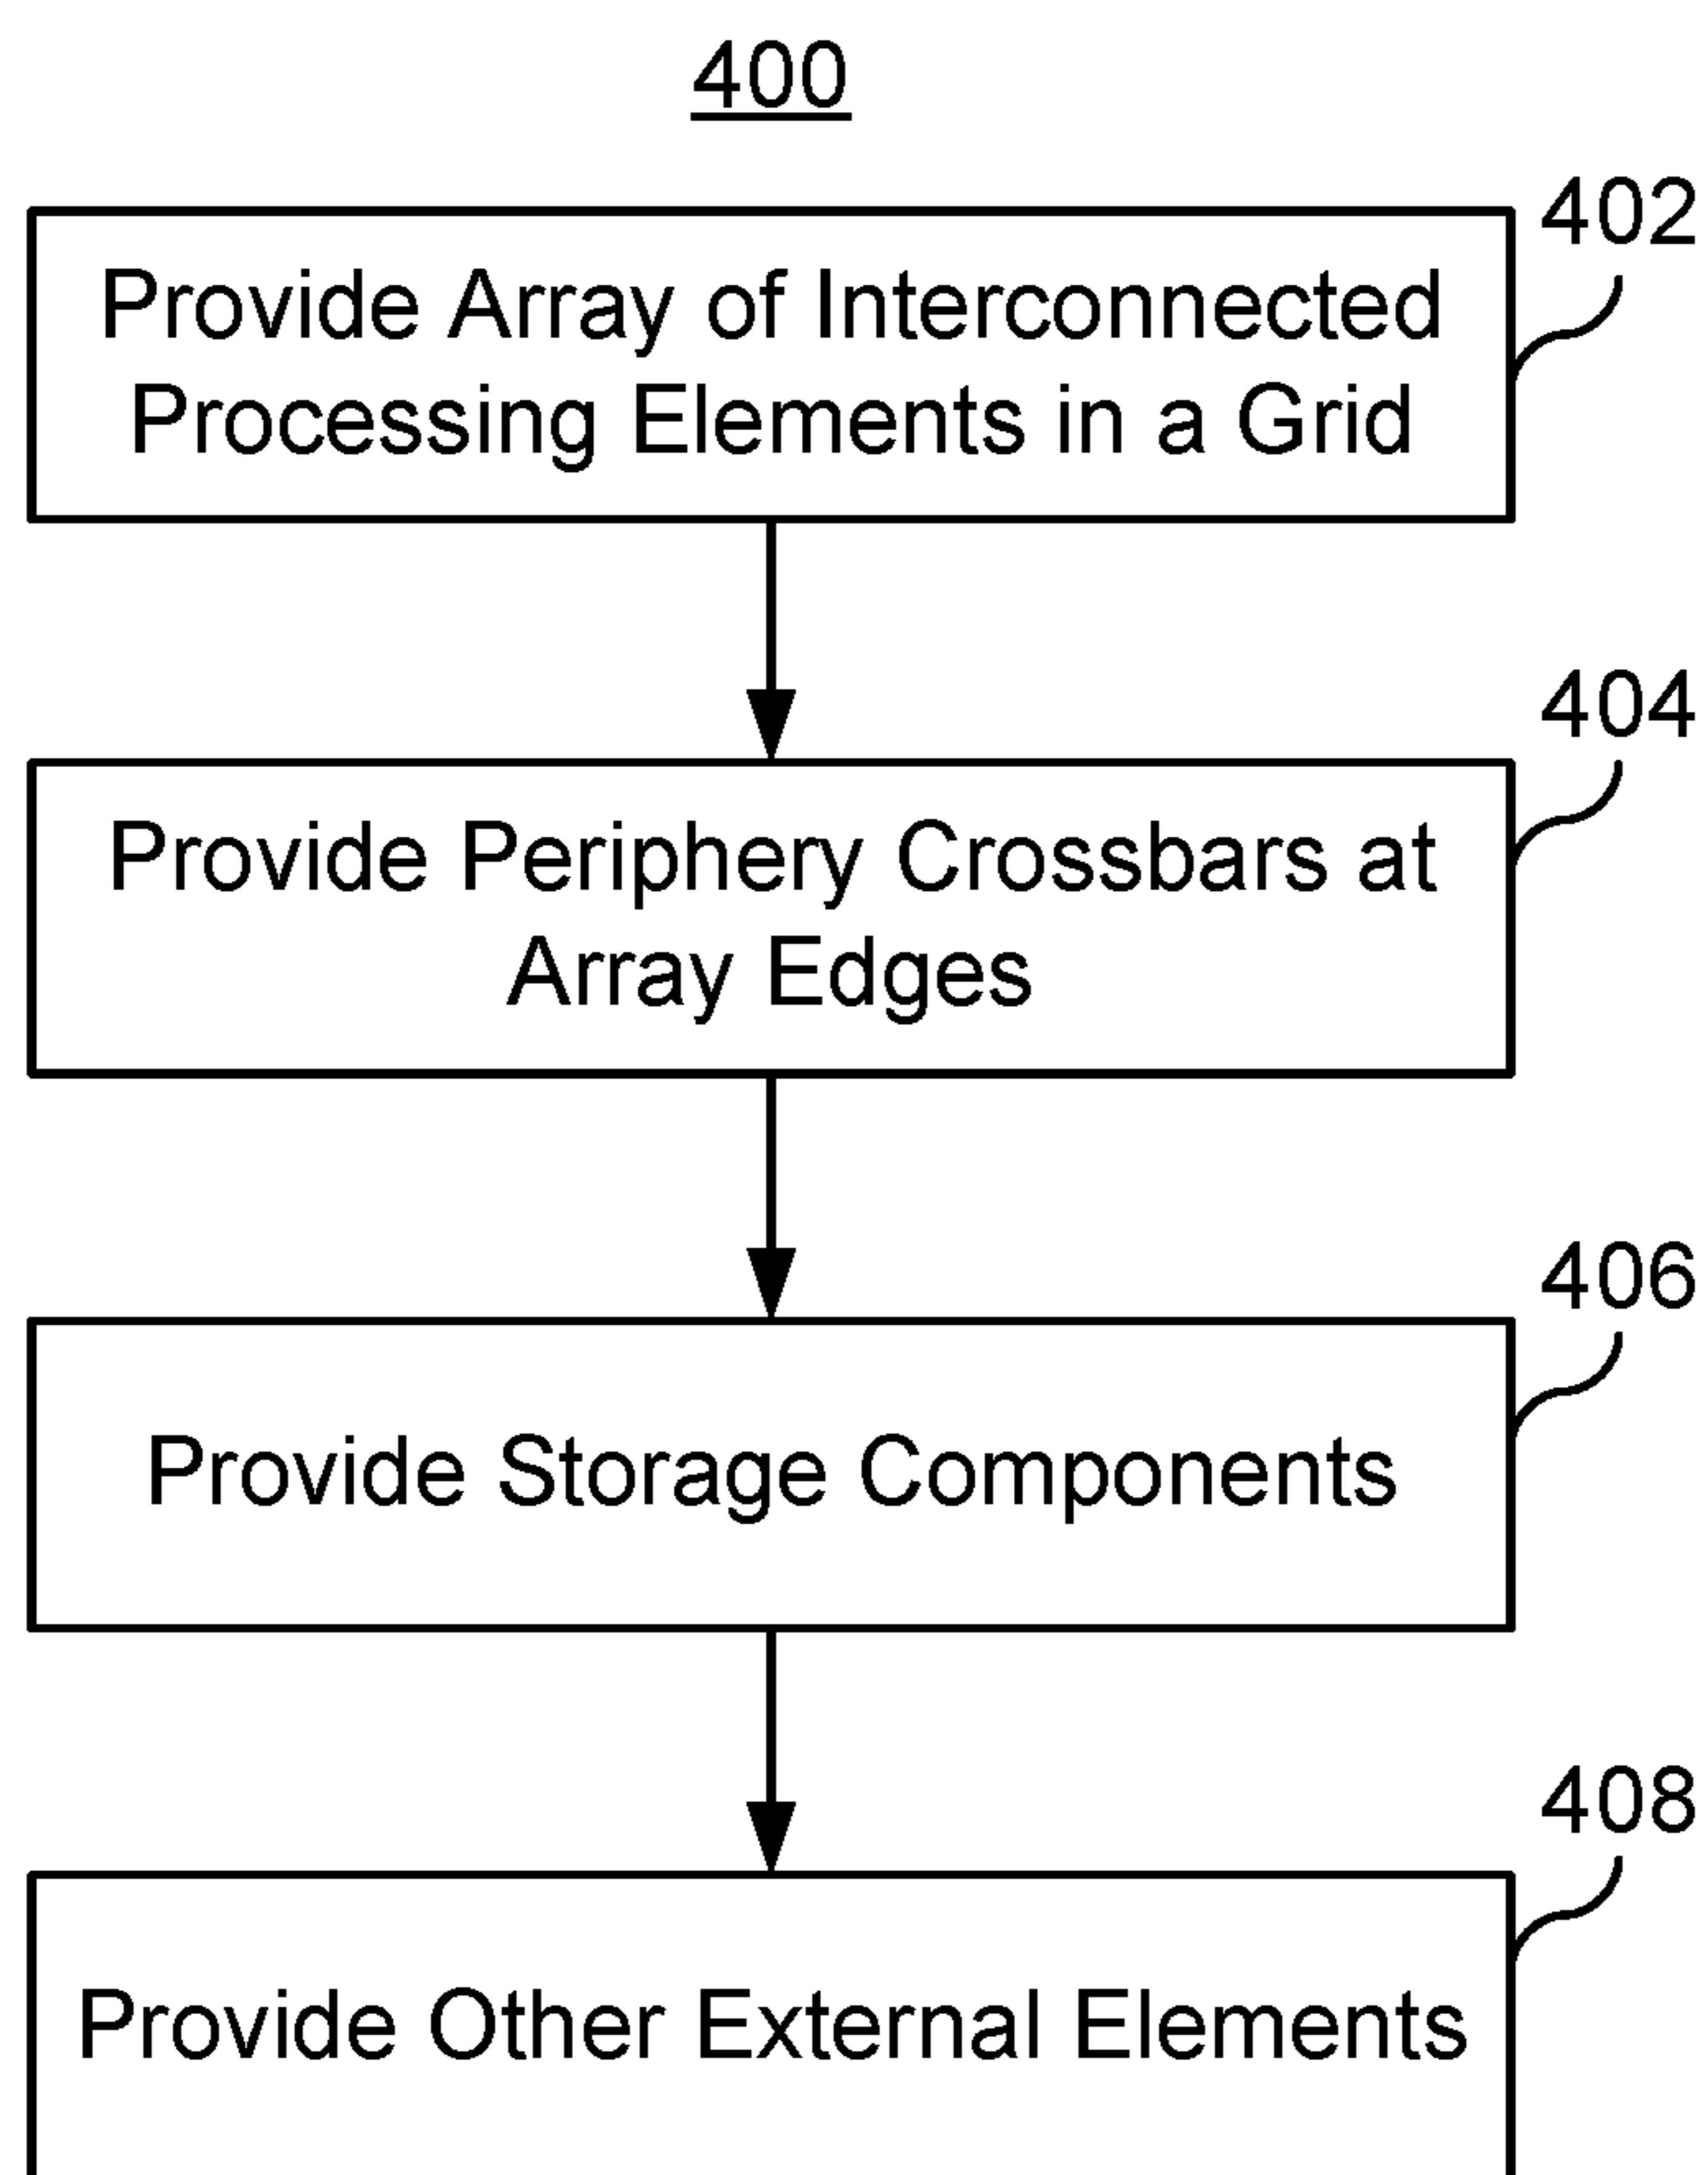 400
402
Provide Array of Interconnected
Processing Elements in a Grid
404
Provide Periphery Crossbars at
Array Edges
406
Provide Storage Components
408
Provide Other External Elements